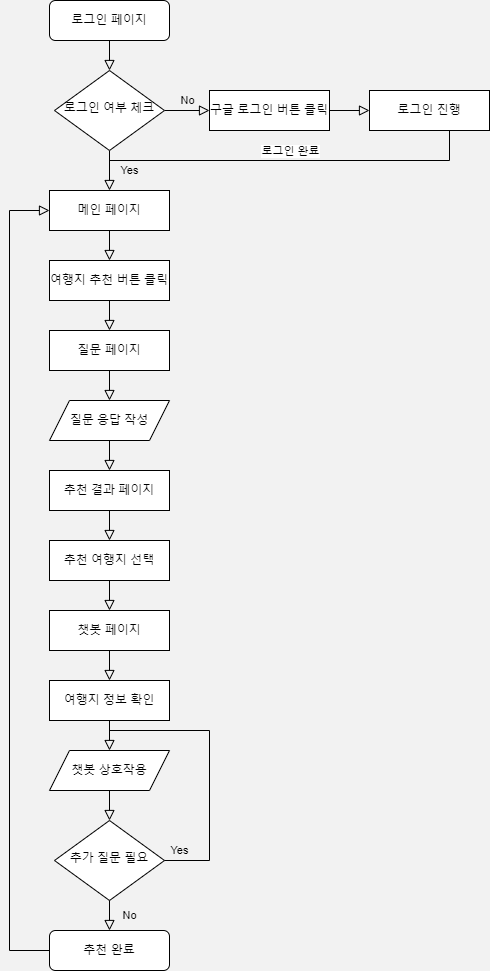 로그인 페이지
로그인 여부 체크
No
구글 로그인 버튼 클릭
로그인 진행
로그인 완료
Yes
메인 페이지
여행지 추천 버튼 클릭
질문 페이지
질문 응답 작성
추천 결과 페이지
추천 여행지 선택
챗봇 페이지
여행지 정보 확인
챗봇 상호작용
추가 질문 필요
Yes
No
추천 완료